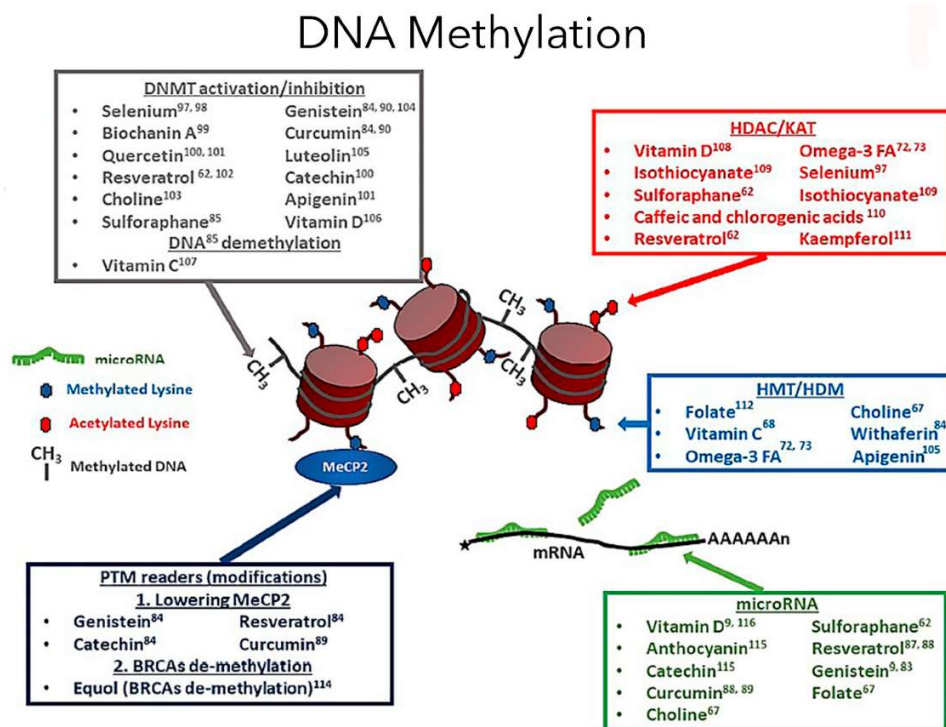 DNA Methylation
DNMT activation/inhibition
• Selenium97, 98 Genistein84, 90, 104
• Biochanin A99 Curcumin84, 90
• Quercetin100, 101 Luteolin105
• Resveratrol 62, 102 Catechin100
• Choline103 Apigenin101
• Sulforaphane85 Vitamin D106
DNA85 demethylation
• Vitamin C107
HDAC/KAT
• Vitamin D108 Omega-3 FA72, 73
• Isothiocyanate109 Selenium97
• Sulforaphane62 Isothiocyanate109
• Caffeic and chlorogenic acids 110
• Resveratrol62 Kaempferol111
CH3
CH3
CH3
CH3
microRNA
Methylated Lysine
Acetylated Lysine
CH3
Methylated DNA
MeCP2
HMT/HDM
• Folate112 Choline67
• Vitamin C68 Withaferin84
• Omega-3 FA72, 73 Apigenin105
mRNA
AAAAAAn
PTM readers (modifications)
1. Lowering MeCP2
• Genistein84 Resveratrol84
• Catechin84 Curcumin89
2. BRCAs de-methylation
• Equol (BRCAs de-methylation)114
microRNA
• Vitamin D9, 116 Sulforaphane62
• Anthocyanin115 Resveratrol87, 88
• Catechin115 Genistein9, 83
• Curcumin88, 89 Folate67
• Choline67